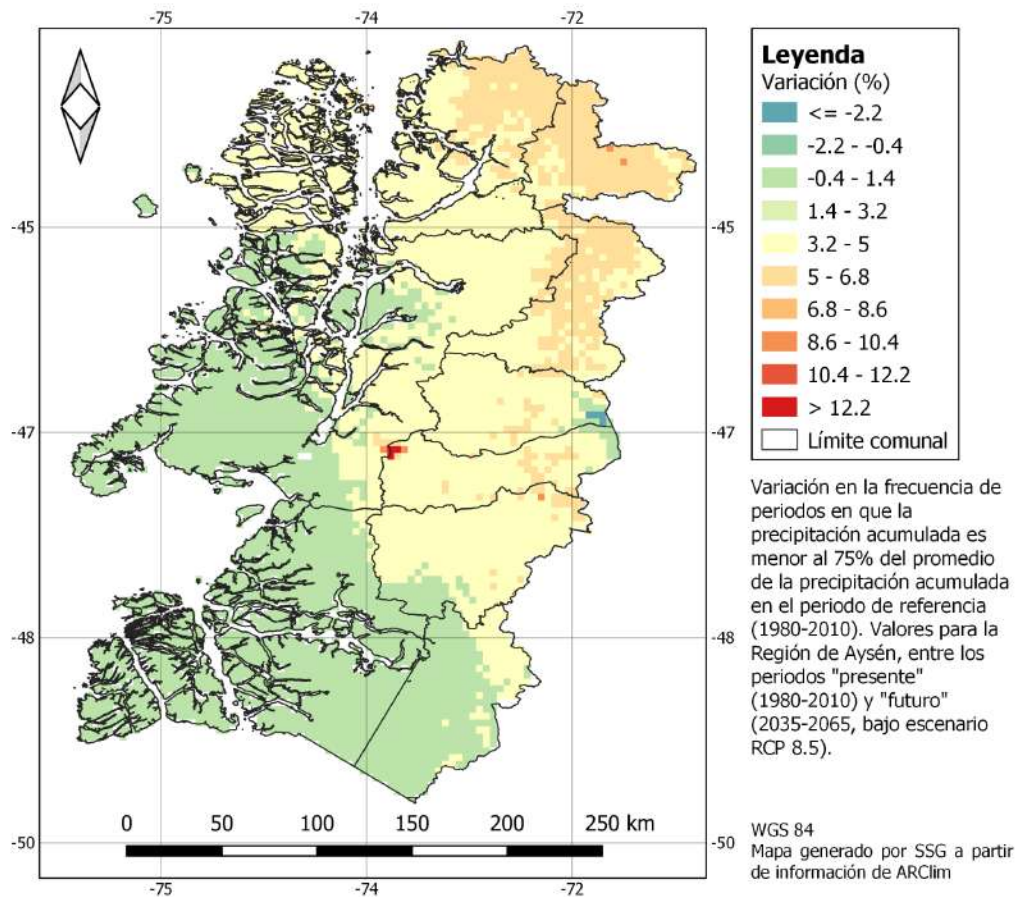 -75
-74
-72
-45
-45
-47
-47
-48
-48
-50
-50
0 50 100 150 200 250 km
-75
-74
-72
Leyenda
Variación (%)
<= -2.2
-2.2 - -0.4
-0.4 - 1.4
1.4 - 3.2
3.2 - 5
5 - 6.8
6.8 - 8.6
8.6 - 10.4
10.4 - 12.2
> 12.2
Límite comunal
Variación en la frecuencia de
periodos en que la
precipitación acumulada es
menor al 75% del promedio
de la precipitación acumulada
en el periodo de referencia
(1980-2010). Valores para la
Región de Aysén, entre los
periodos "presente"
(1980-2010) y "futuro"
(2035-2065, bajo escenario
RCP 8.5).
WGS 84
Mapa generado por SSG a partir
de información de ARClim